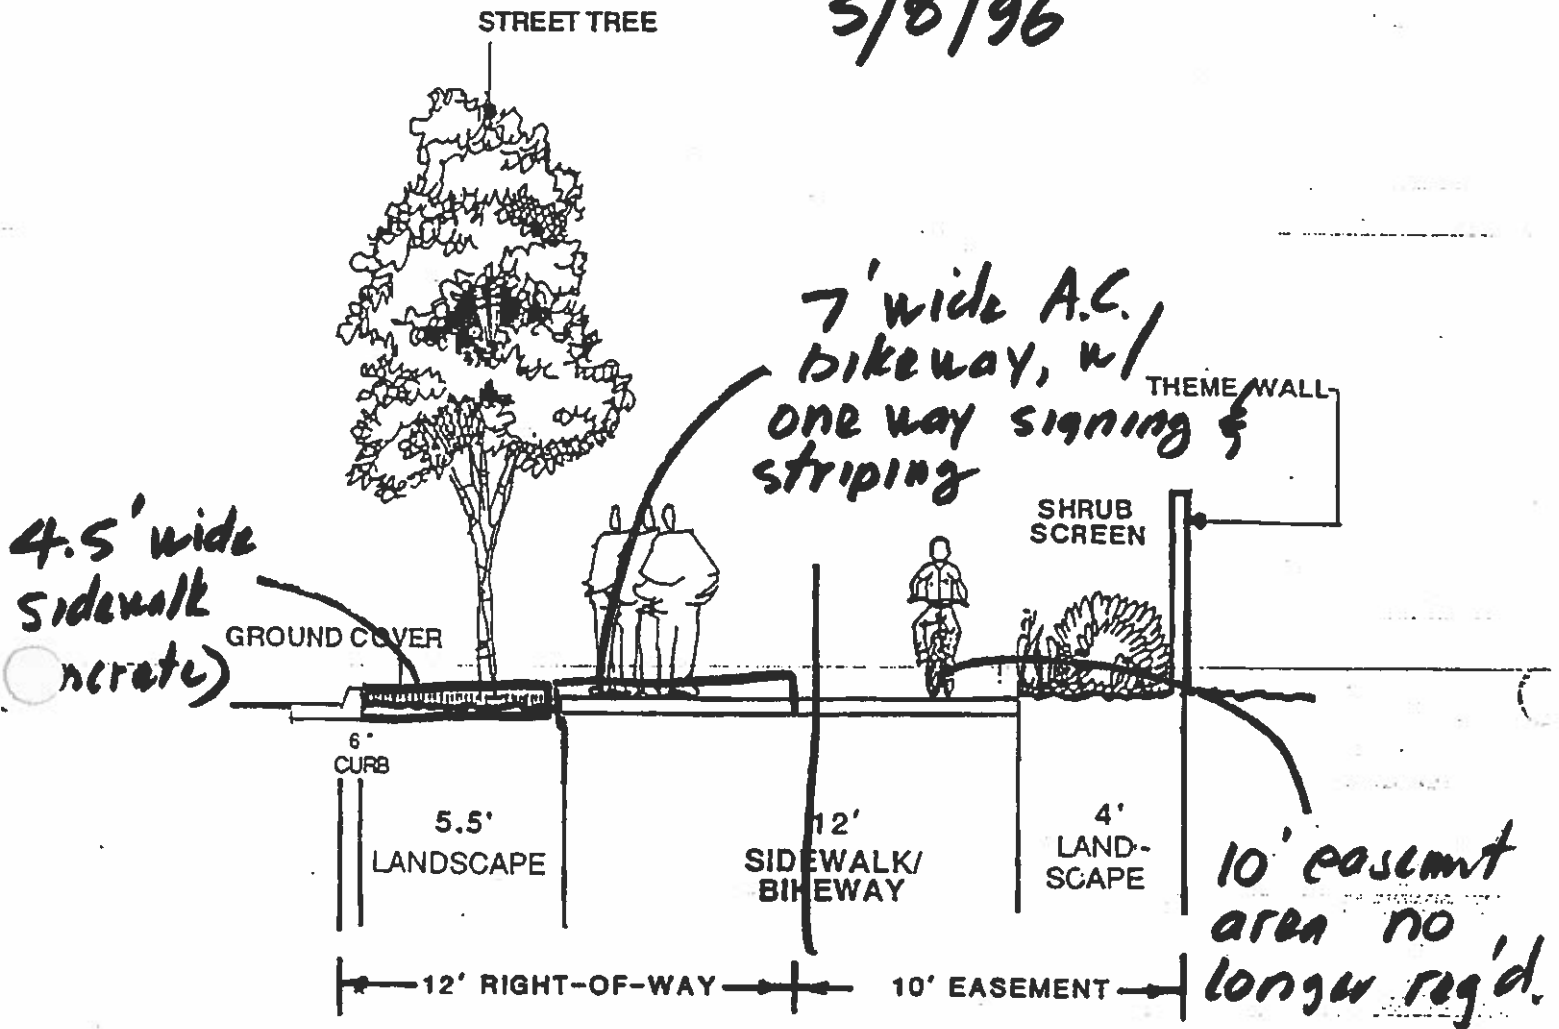 5/8/96
STREET TREE
7' wide A.C.
bikeway, w/
one way signing &
striping
THEME WALL
SHRUB
SCREEN
4.5' wide
sidewalk
GROUND COVER
ncrete)
6"
CURB
5.5'
LANDSCAPE
12'
SIDEWALK/
BIKEWAY
4'
LAND-
SCAPE
10' easemnt
area no
longer req'd.
12' RIGHT-OF-WAY
10' EASEMENT